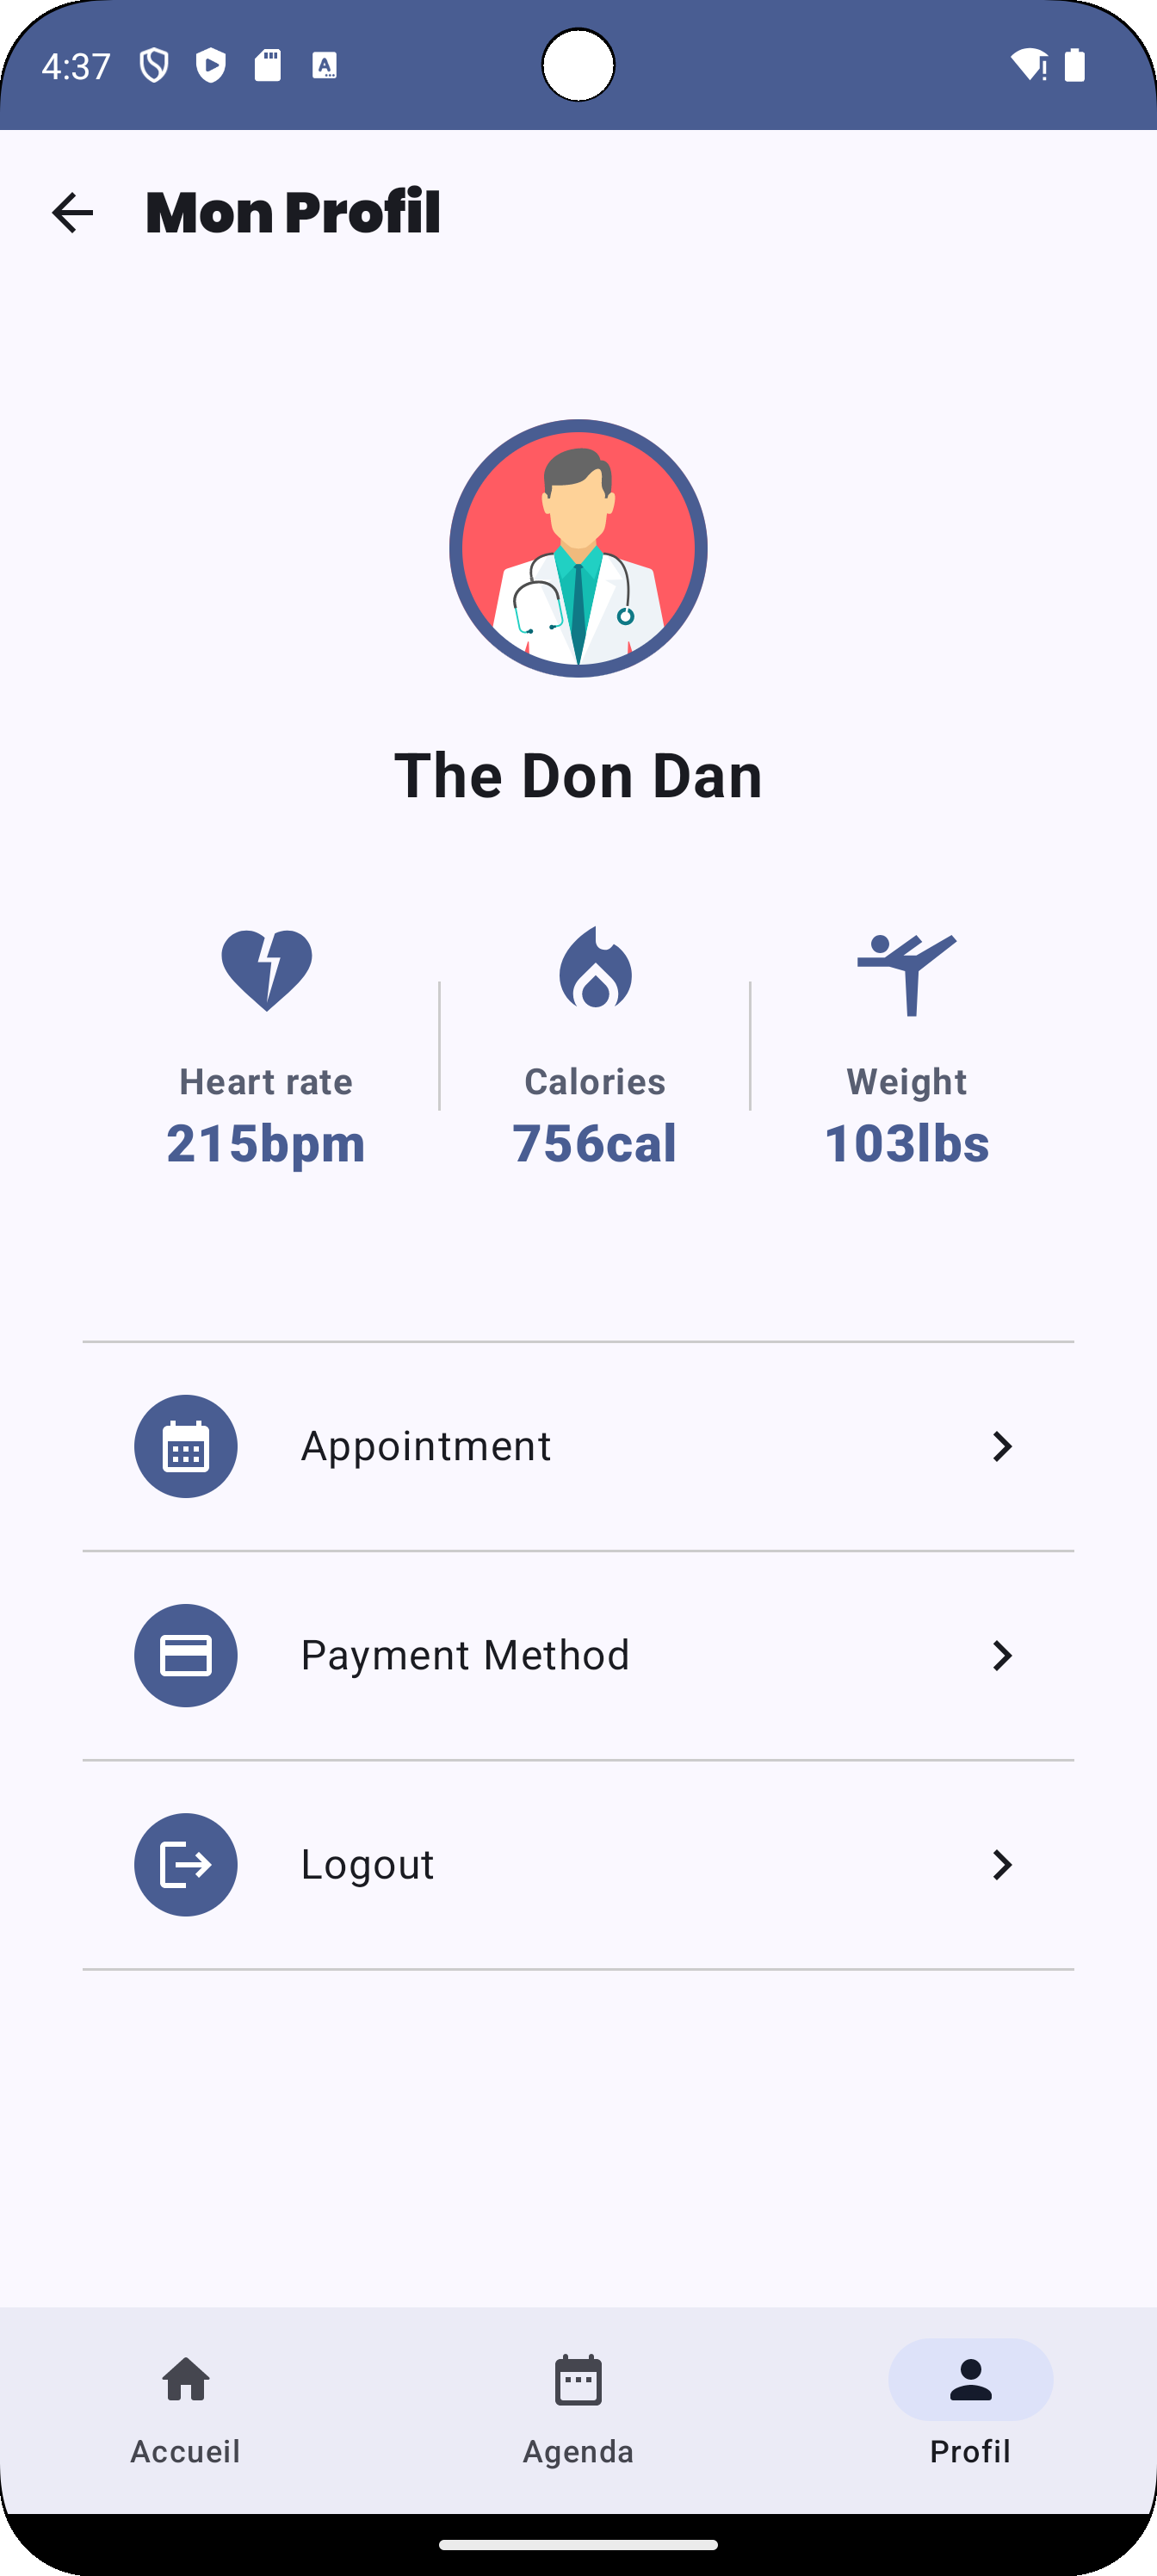 4:37
Mon Profil
The Don Dan
Heart rate
Calories
Weight
215bpm
756cal
103lbs
Appointment
Payment Method
Logout
Accueil
Agenda
Profil